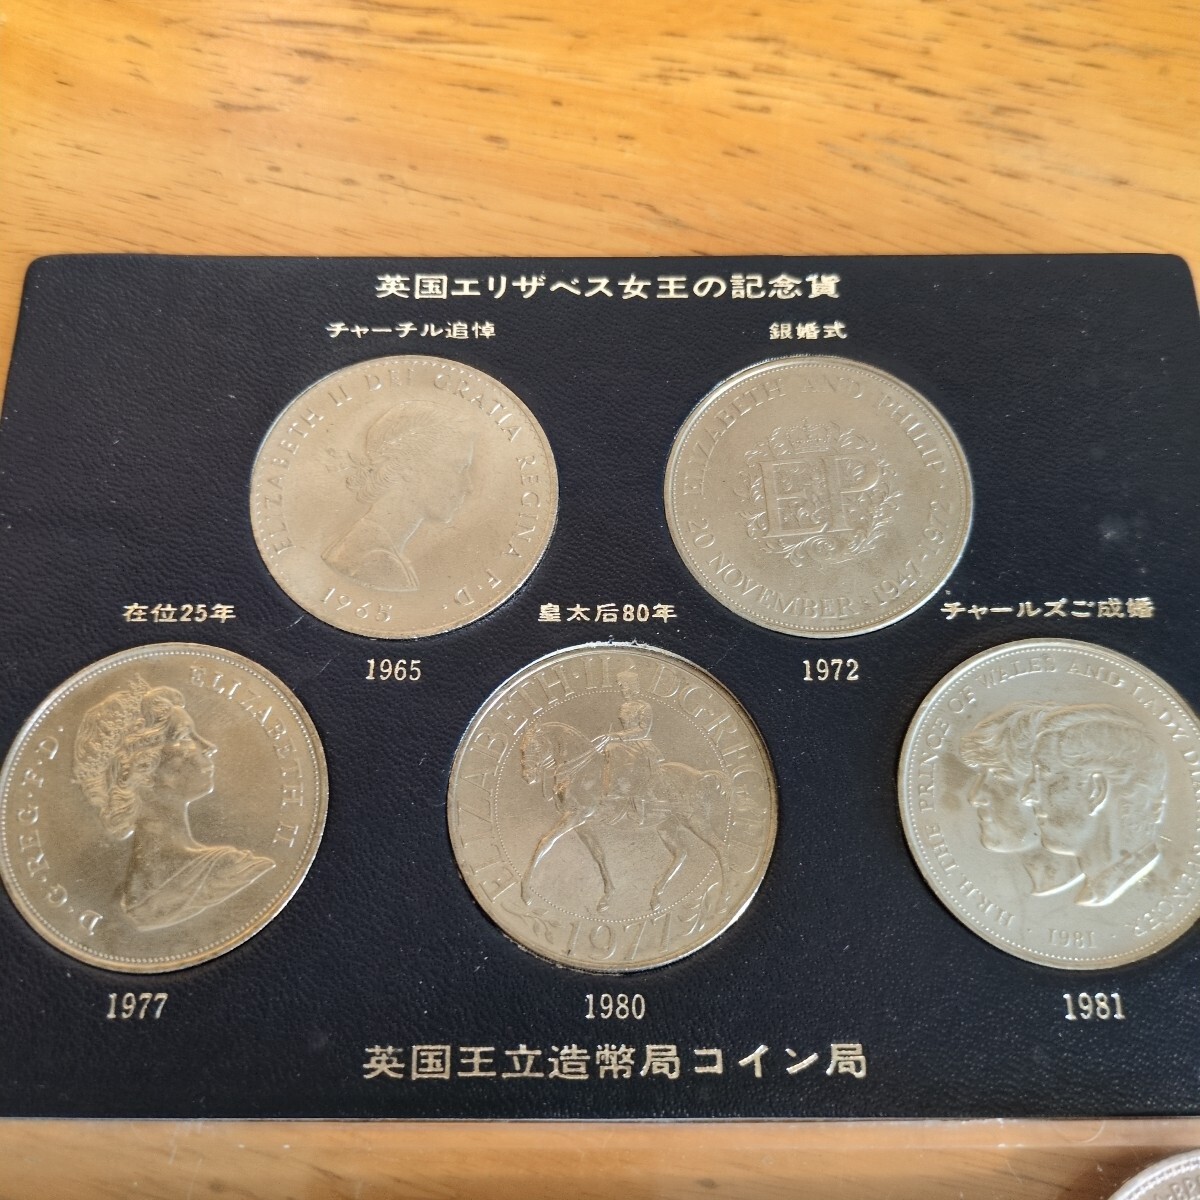 英国エリザベス女王の記念貨
チャーチル追悼
銀婚式
ELIZABETH II DEI GRATIA REGINA F·D·
1965
ELIZABETH AND PHILIP
20 NOVEMBER 1947-1972
在位25年
皇太后80年
チャールズご成婚
1965
1972
D·G·REG·F·D· ELIZABETH II
ELIZABETH·II D·G·REG F·D
1977
H.R.H. THE PRINCE OF WALES AND LADY
1981
1977
1980
1981
英国王立造幣局コイン局